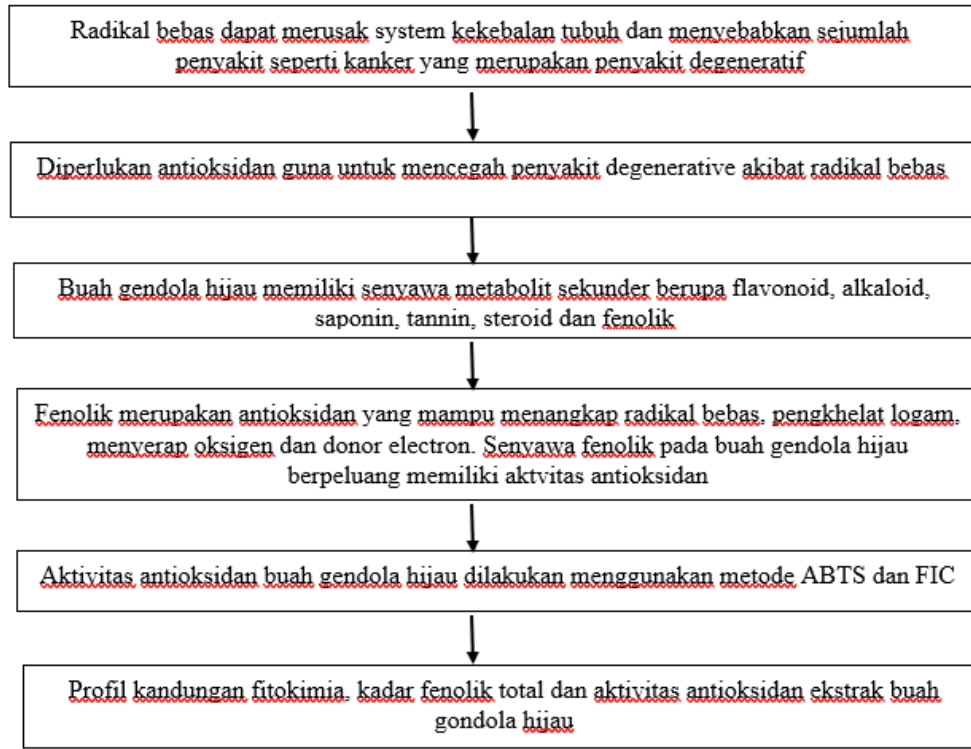 Radikal bebas dapat merusak system kekebalan tubuh dan menyebabkan sejumlah
penyakit seperti kanker yang merupakan penyakit degeneratif
Diperlukan antioksidan guna untuk mencegah penyakit degenerative akibat radikal bebas
Buah gendola hijau memiliki senyawa metabolit sekunder berupa flavonoid, alkaloid,
saponin, tannin, steroid dan fenolik
Fenolik merupakan antioksidan yang mampu menangkap radikal bebas, pengkhelat logam,
menyerap oksigen dan donor electron. Senyawa fenolik pada buah gendola hijau
berpeluang memiliki aktvitas antioksidan
Aktivitas antioksidan buah gendola hijau dilakukan menggunakan metode ABTS dan FIC
Profil kandungan fitokimia, kadar fenolik total dan aktivitas antioksidan ekstrak buah
gondola hijau